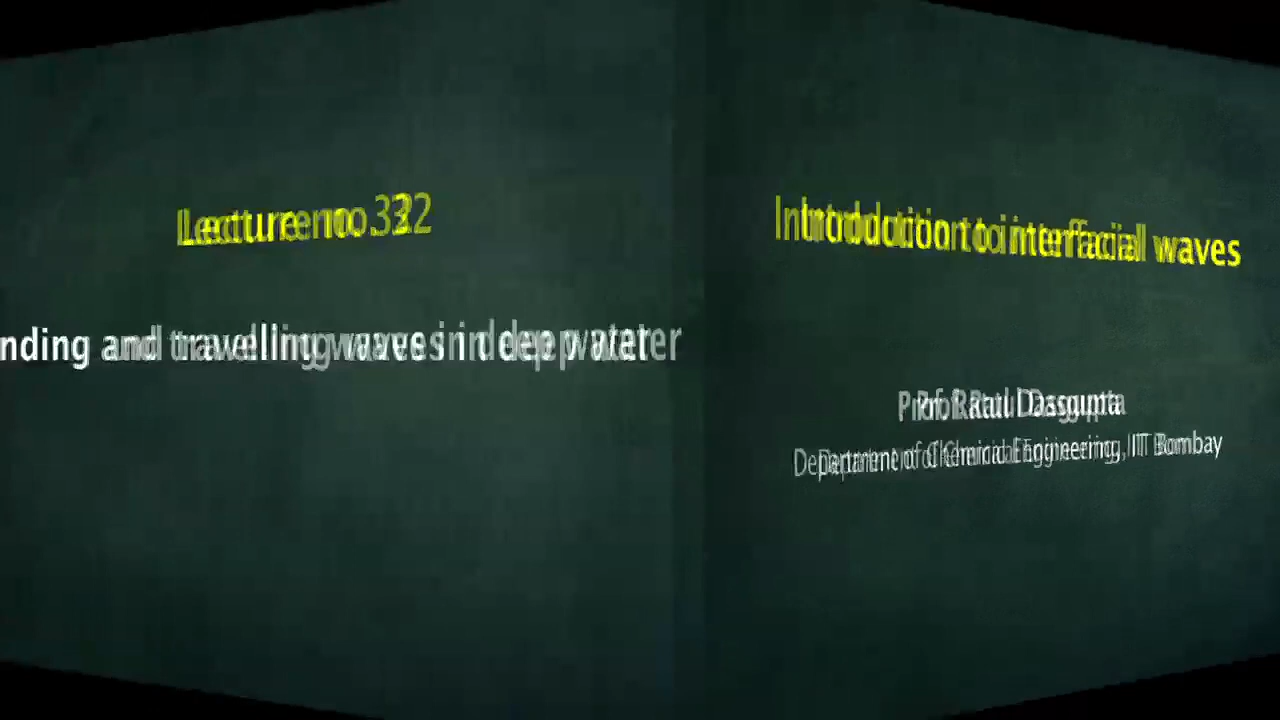 Lecture no. 32
nding and travelling waves in deep water
Introduction to interfacial waves
Prof. Ratul Dasgupta
Department of Chemical Engineering, IIT Bombay